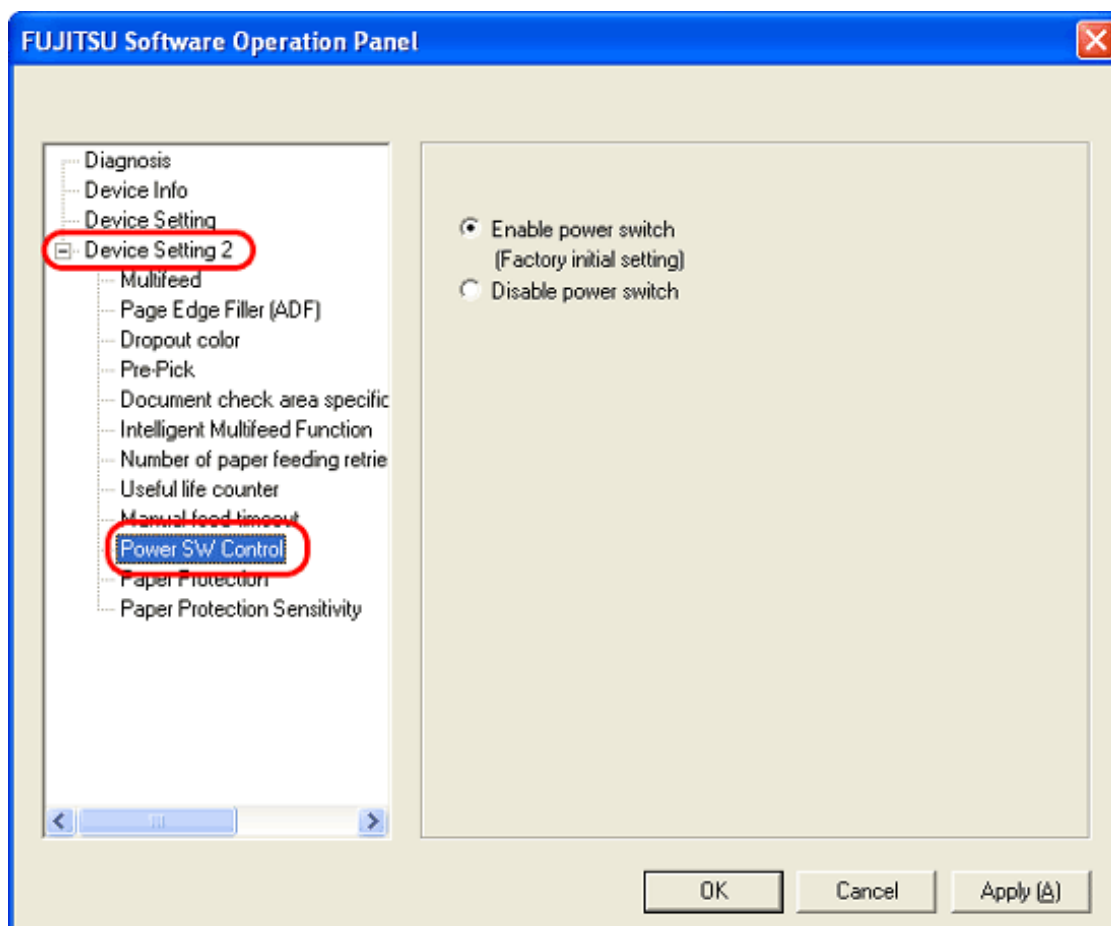 FUJITSU Software Operation Panel
Diagnosis
Device Info
Device Setting
Device Setting 2
Multifeed
Page Edge Filler (ADF)
Dropout color
Pre-Pick
Document check area specific
Intelligent Multifeed Function
Number of paper feeding retrie
Useful life counter
Manual feed timeout
Power SW Control
Paper Protection
Paper Protection Sensitivity
Enable power switch
(Factory initial setting)
Disable power switch
OK Cancel Apply (A)